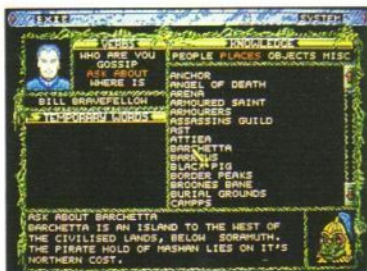 EXIT SYSTEM
VERBS
WHO ARE YOU
GOSSIP
ASK ABOUT
WHERE IS
BILL BRAVEFELLOW
TEMPORARY WORDS
KNOWLEDGE
PEOPLE PLACES OBJECTS MISC
ANCHOR
ANGEL OF DEATH
ARENA
ARMOURED SAINT
ARMOURERS
ASSASSINS GUILD
AST
ATTIEA
BARCHETTA
BLACK PIG
BORDER PEAKS
BROONES BANE
BURIAL GROUNDS
CAMPPS
ASK ABOUT BARCHETTA
BARCHETTA IS AN ISLAND TO THE WEST OF
THE CIVILISED LANDS, BELOW SORAMUTH.
THE PIRATE HOLD OF MASHAN LIES ON IT'S
NORTHERN COST.